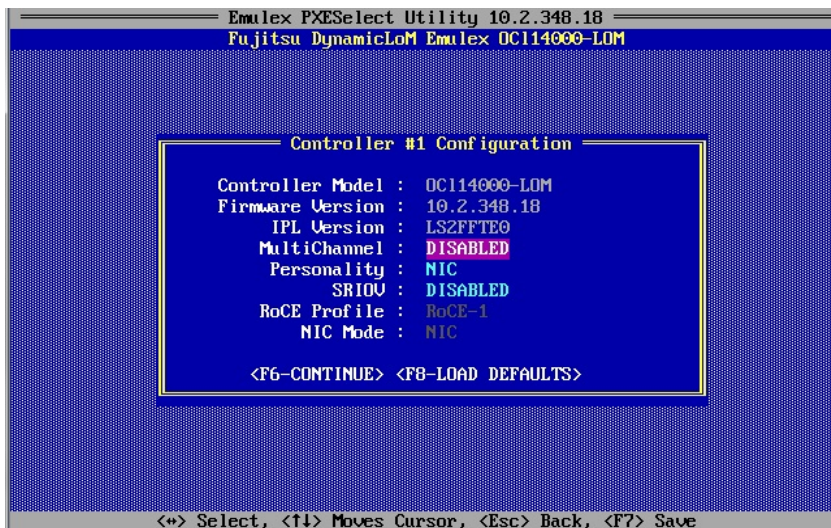 Emulex PXESelect Utility 10.2.348.18
Fujitsu DynamicLoM Emulex OCl14000-LOM
Controller #1 Configuration
Controller Model : OCl14000-LOM
Firmware Version : 10.2.348.18
IPL Version : LS2FFTE0
MultiChannel : DISABLED
Personality : NIC
SRIOV : DISABLED
RoCE Profile : RoCE-1
NIC Mode : NIC
<F6-CONTINUE> <F8-LOAD DEFAULTS>
<↔> Select, <↑↓> Moves Cursor, <Esc> Back, <F7> Save